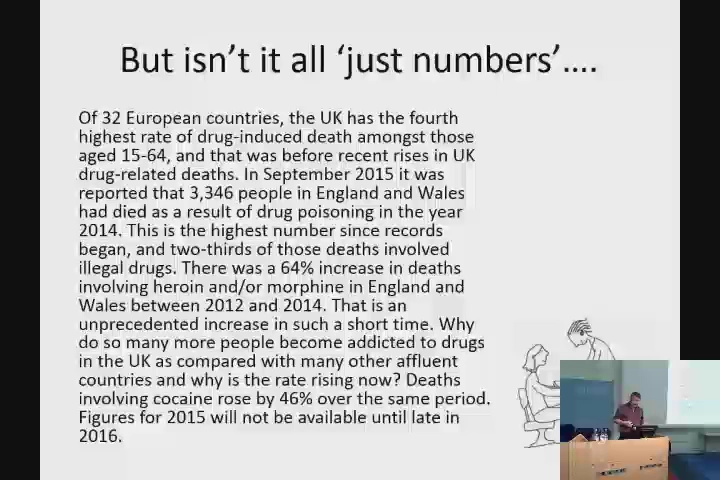 But isn’t it all ‘just numbers’….
Of 32 European countries, the UK has the fourth
highest rate of drug-induced death amongst those
aged 15-64, and that was before recent rises in UK
drug-related deaths. In September 2015 it was
reported that 3,346 people in England and Wales
had died as a result of drug poisoning in the year
2014. This is the highest number since records
began, and two-thirds of those deaths involved
illegal drugs. There was a 64% increase in deaths
involving heroin and/or morphine in England and
Wales between 2012 and 2014. That is an
unprecedented increase in such a short time. Why
do so many more people become addicted to drugs
in the UK as compared with many other affluent
countries and why is the rate rising now? Deaths
involving cocaine rose by 46% over the same period.
Figures for 2015 will not be available until late in
2016.